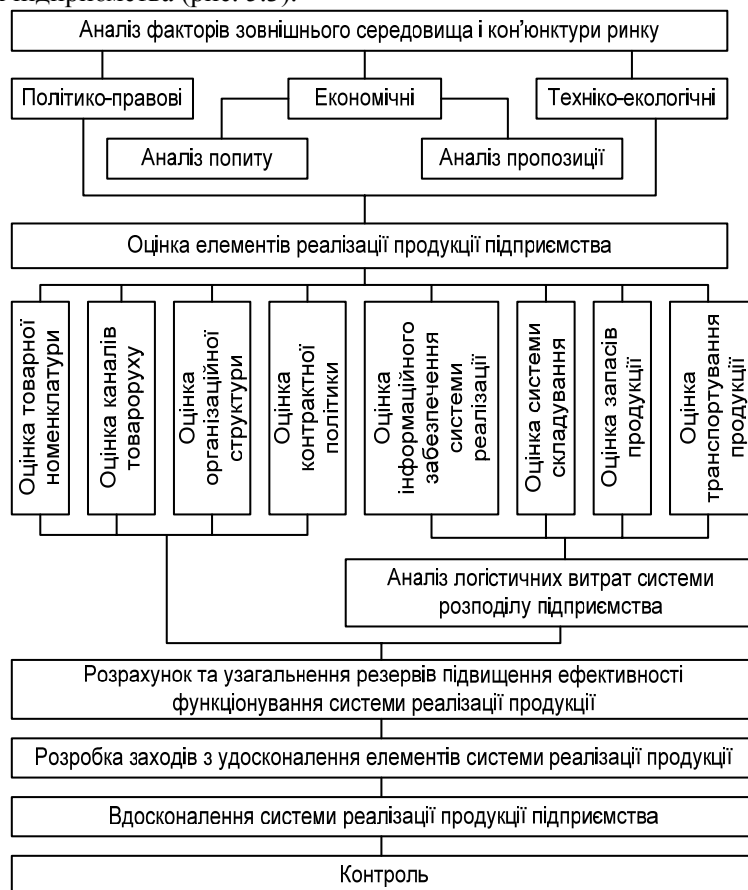 підприємства (рис. 3.3).
Аналіз факторів зовнішнього середовища і кон'юнктури ринку
Політико-правові
Економічні
Техніко-екологічні
Аналіз попиту
Аналіз пропозиції
Оцінка елементів реалізації продукції підприємства
Оцінка товарної
номенклатури
Оцінка каналів
товароруху
Оцінка
організаційної
структури
Оцінка
контрактної
політики
Оцінка
інформаційного
забезпечення
системи
реалізації
Оцінка системи
складування
Оцінка запасів
продукції
Оцінка
транспортування
продукції
Аналіз логістичних витрат системи
розподілу підприємства
Розрахунок та узагальнення резервів підвищення ефективності
функціонування системи реалізації продукції
Розробка заходів з удосконалення елементів системи реалізації продукції
Вдосконалення системи реалізації продукції підприємства
Контроль